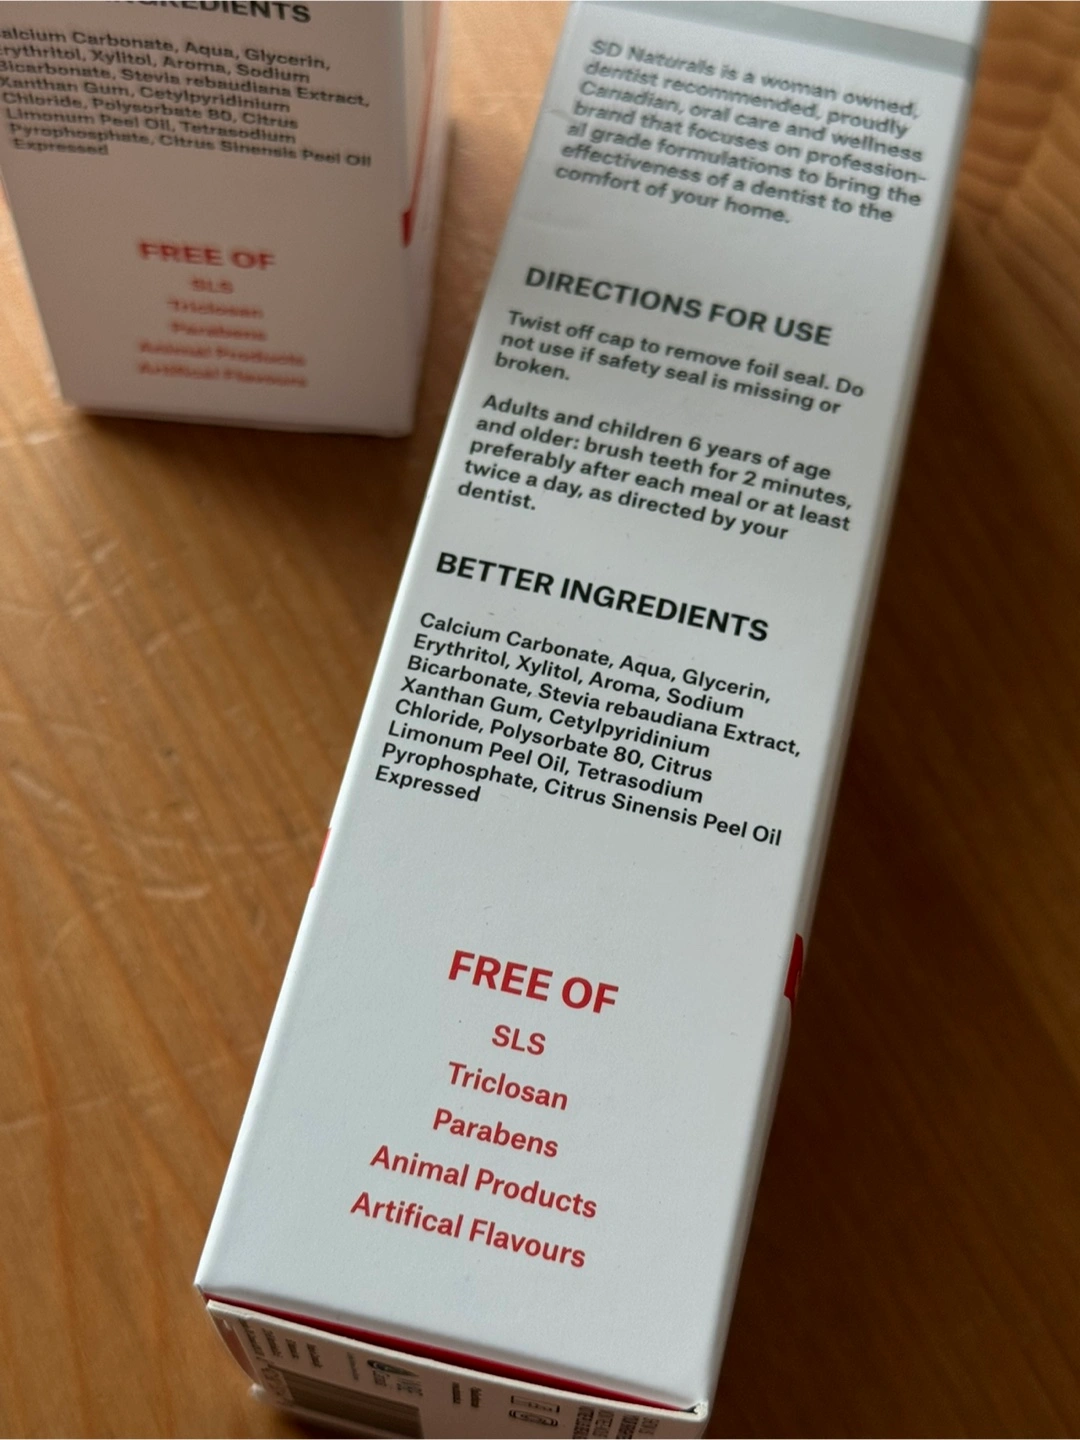 INGREDIENTS
alcium Carbonate, Aqua, Glycerin,
rythritol, Xylitol, Aroma, Sodium
Bicarbonate, Stevia rebaudiana Extract,
Xanthan Gum, Cetylpyridinium
Chloride, Polysorbate 80, Citrus
Limonum Peel Oil, Tetrasodium
Pyrophosphate, Citrus Sinensis Peel Oil
Expressed
FREE OF
SLS
Triclosan
Parabens
Animal Products
Artifical Flavours
SD Naturals is a woman owned,
dentist recommended, proudly
Canadian, oral care and wellness
brand that focuses on profession-
al grade formulations to bring the
effectiveness of a dentist to the
comfort of your home.
DIRECTIONS FOR USE
Twist off cap to remove foil seal. Do
not use if safety seal is missing or
broken.
Adults and children 6 years of age
and older: brush teeth for 2 minutes,
preferably after each meal or at least
twice a day, as directed by your
dentist.
BETTER INGREDIENTS
Calcium Carbonate, Aqua, Glycerin,
Erythritol, Xylitol, Aroma, Sodium
Bicarbonate, Stevia rebaudiana Extract,
Xanthan Gum, Cetylpyridinium
Chloride, Polysorbate 80, Citrus
Limonum Peel Oil, Tetrasodium
Pyrophosphate, Citrus Sinensis Peel Oil
Expressed
FREE OF
SLS
Triclosan
Parabens
Animal Products
Artifical Flavours